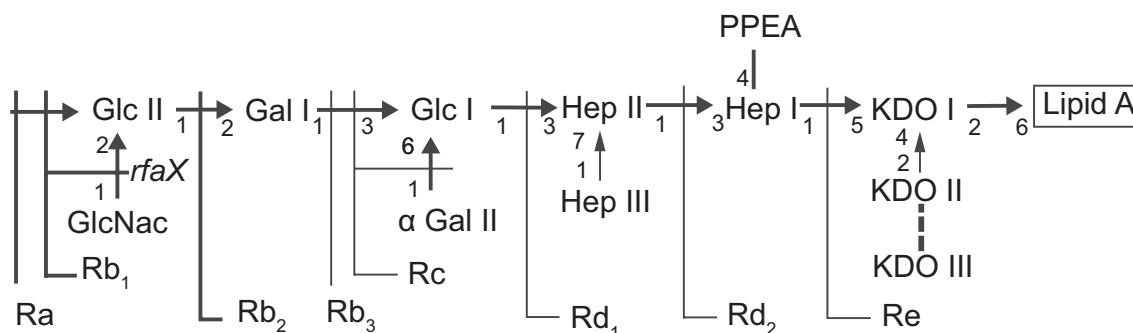 PPEA
4
Glc II 1 2 Gal I 1 3 Glc I 1 3 Hep II 1 3 Hep I 1 5 KDO I 2 6 Lipid A
2 6 7 4
rfaX
1 1 1 2
GlcNac α Gal II Hep III KDO II
KDO III
Rb1 Rc
Ra Rb2 Rb3 Rd1 Rd2 Re